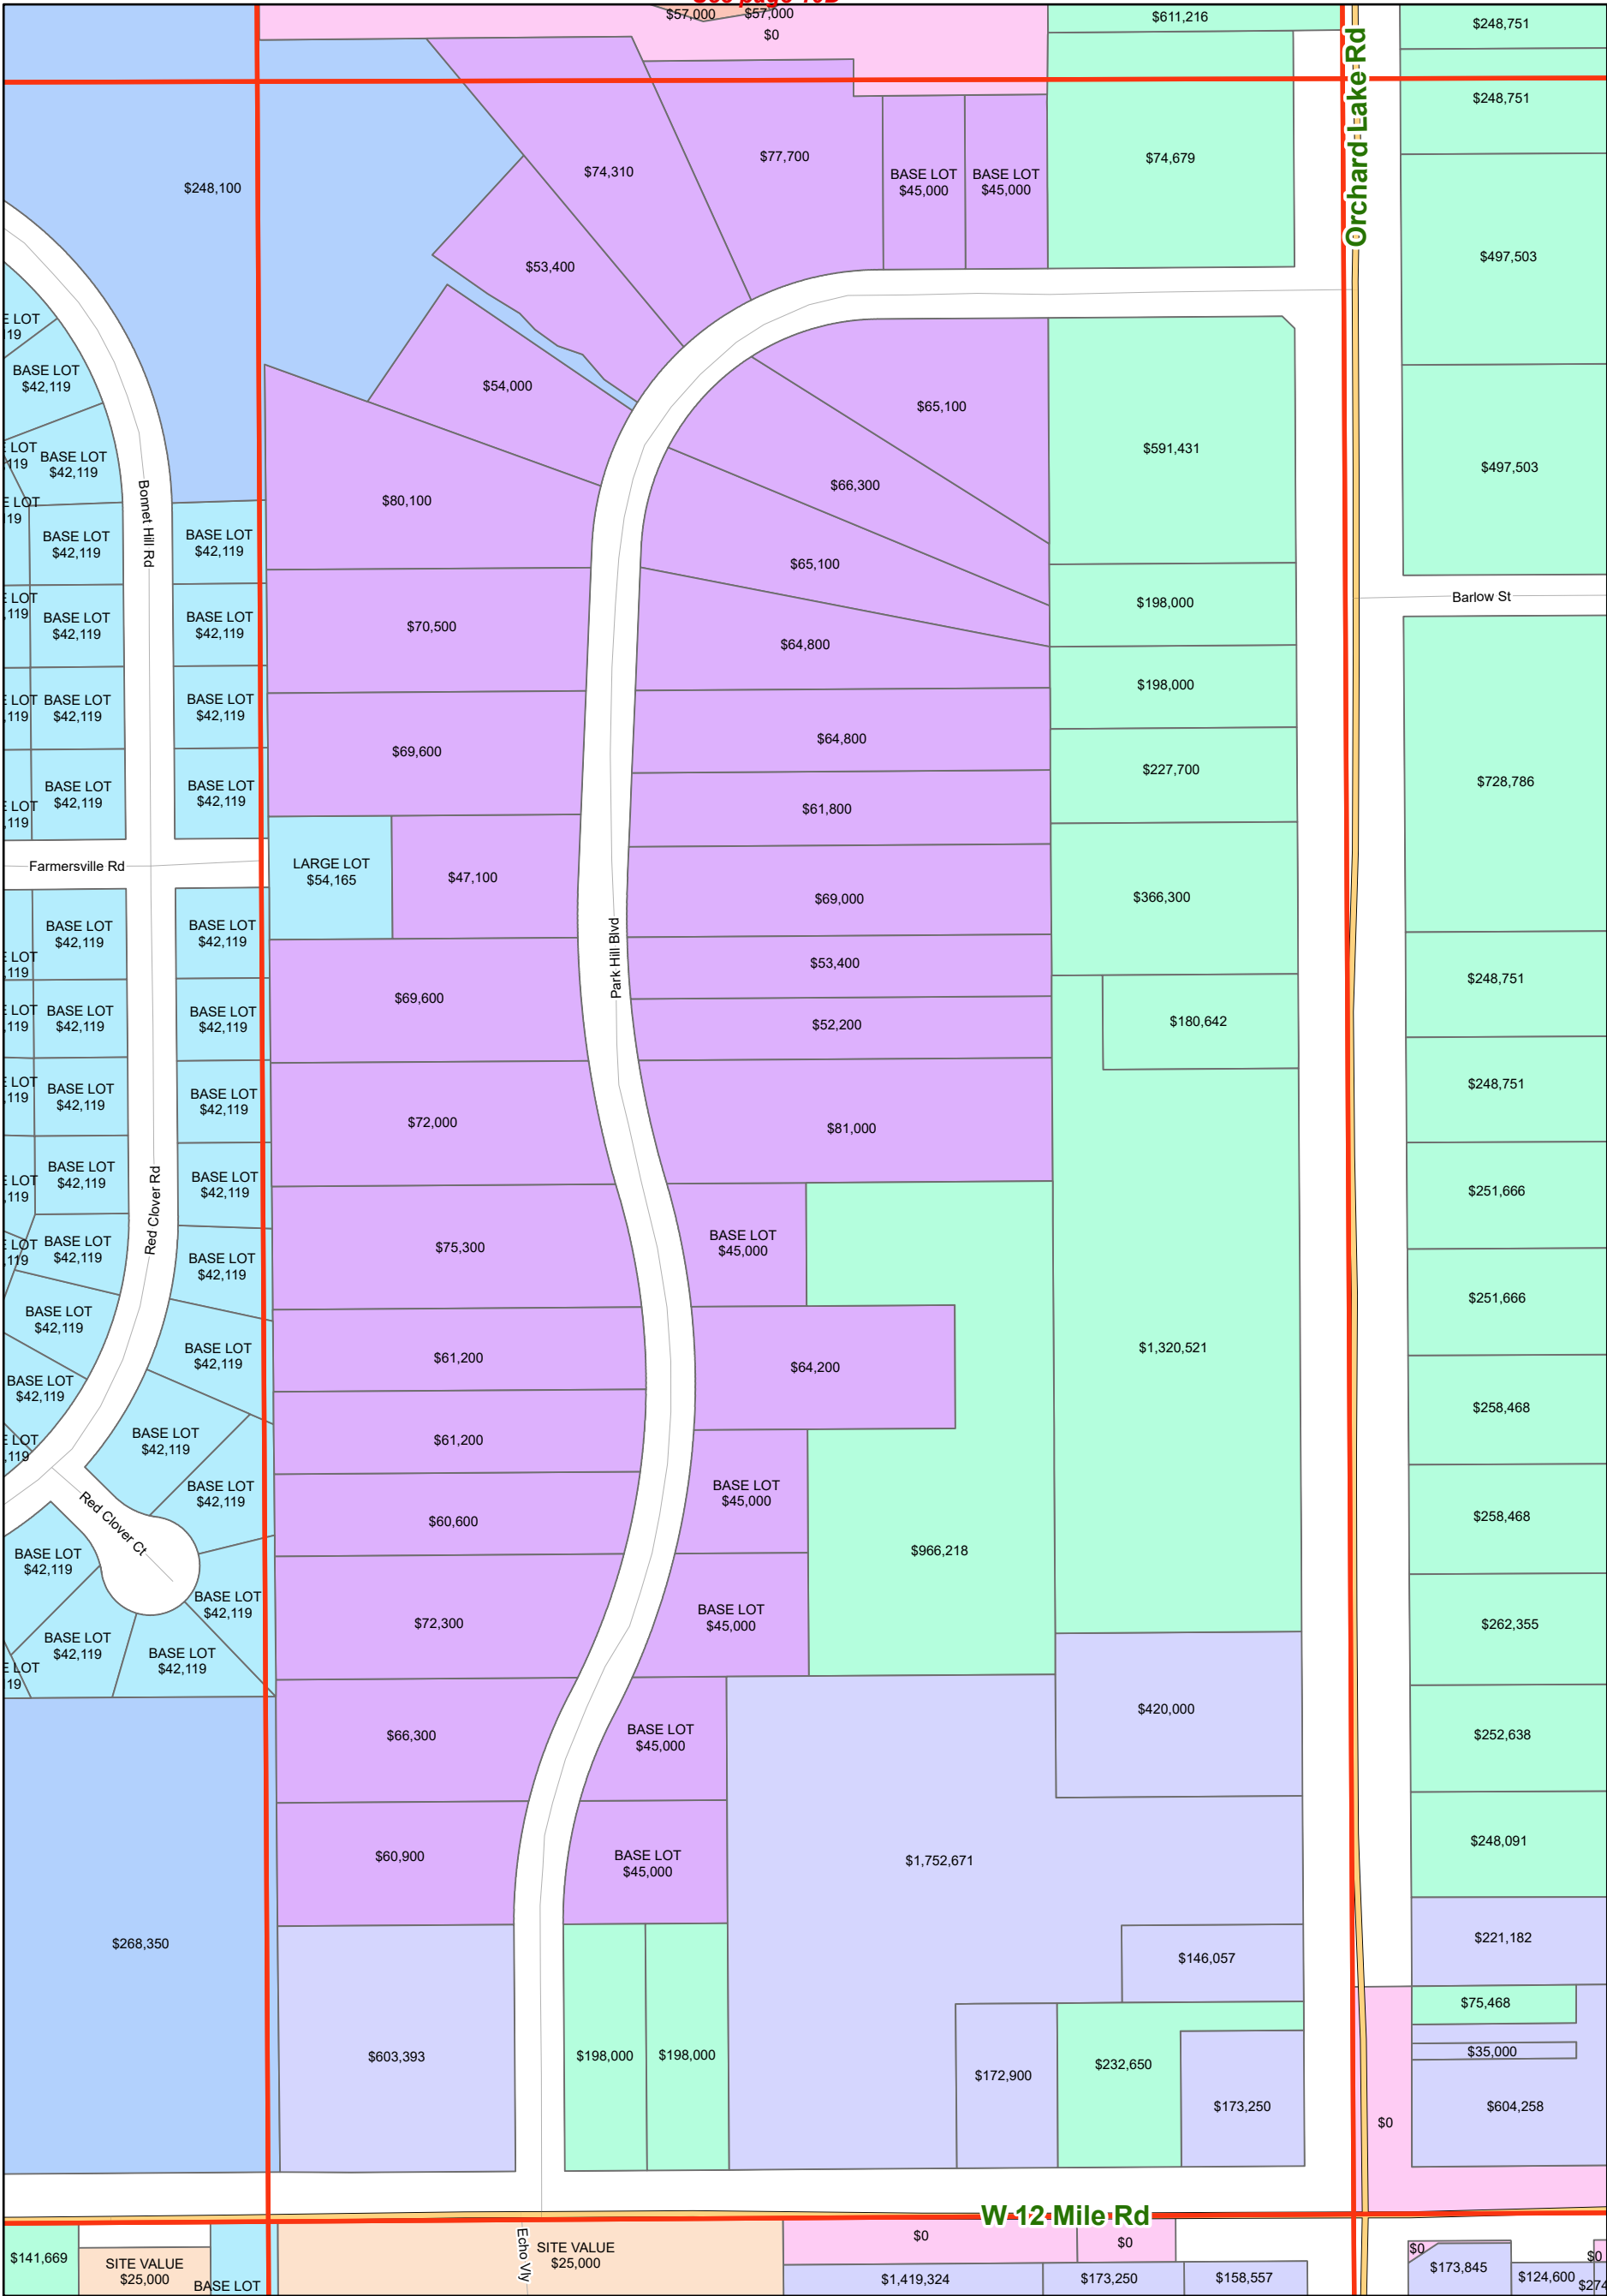 $57,000
$57,000
$0
$611,216
$248,751
Orchard Lake Rd
$248,751
$248,100
$74,310
$77,700
BASE LOT
$45,000
BASE LOT
$45,000
$74,679
$53,400
$497,503
BASE LOT
$42,119
$54,000
$65,100
$591,431
$497,503
BASE LOT
$42,119
$80,100
$66,300
Bonnet Hill Rd
BASE LOT
$42,119
BASE LOT
$42,119
$65,100
$198,000
Barlow St
BASE LOT
$42,119
BASE LOT
$42,119
$70,500
$64,800
$198,000
BASE LOT
$42,119
BASE LOT
$42,119
$69,600
$64,800
$227,700
$728,786
BASE LOT
$42,119
BASE LOT
$42,119
$61,800
Farmersville Rd
LARGE LOT
$54,165
$47,100
$69,000
$366,300
BASE LOT
$42,119
BASE LOT
$42,119
Park Hill Blvd
$53,400
$248,751
BASE LOT
$42,119
BASE LOT
$42,119
$69,600
$52,200
$180,642
BASE LOT
$42,119
BASE LOT
$42,119
$72,000
$81,000
$248,751
BASE LOT
$42,119
BASE LOT
$42,119
$251,666
Red Clover Rd
BASE LOT
$42,119
BASE LOT
$42,119
$75,300
BASE LOT
$45,000
$251,666
BASE LOT
$42,119
BASE LOT
$42,119
$61,200
$64,200
$1,320,521
BASE LOT
$42,119
$258,468
BASE LOT
$42,119
$61,200
BASE LOT
$42,119
BASE LOT
$45,000
$258,468
Red Clover Ct
$60,600
$966,218
BASE LOT
$42,119
BASE LOT
$42,119
$72,300
BASE LOT
$45,000
$262,355
BASE LOT
$42,119
BASE LOT
$42,119
$66,300
BASE LOT
$45,000
$420,000
$252,638
$60,900
BASE LOT
$45,000
$1,752,671
$248,091
$268,350
$146,057
$221,182
$603,393
$198,000
$198,000
$172,900
$232,650
$173,250
$75,468
$35,000
$604,258
$0
W 12 Mile Rd
$141,669
SITE VALUE
$25,000
BASE LOT
Echo Vly
SITE VALUE
$25,000
$0
$0
$1,419,324
$173,250
$158,557
$0
$173,845
$124,600
$0